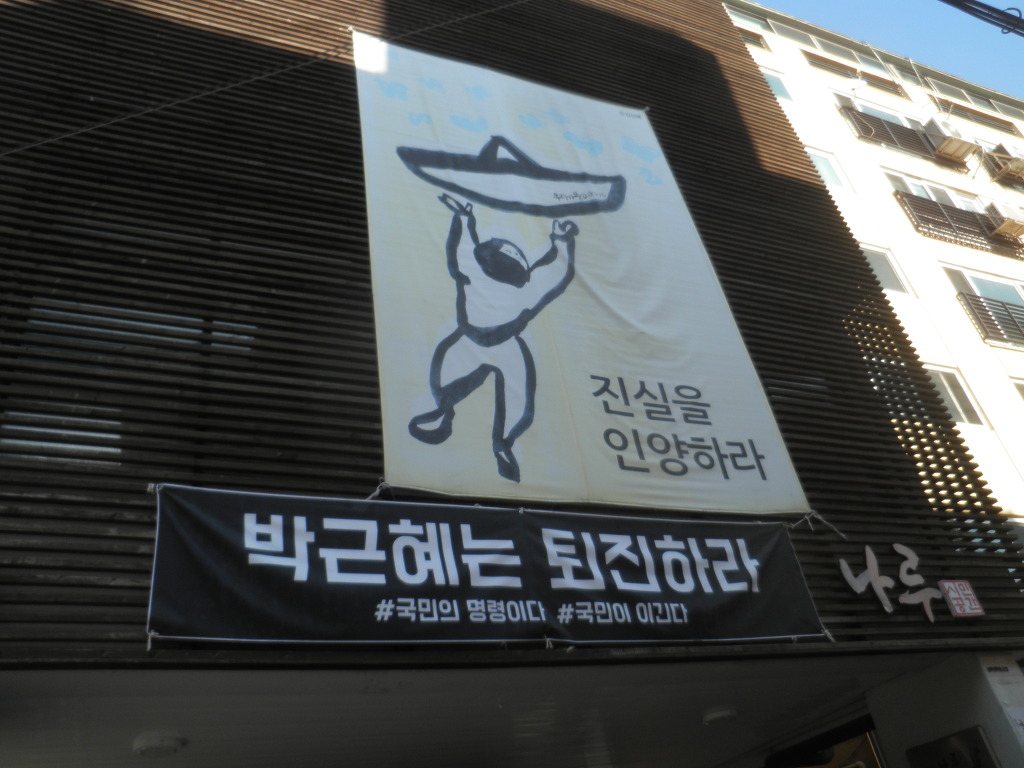 진실을
인양하라
박근혜는 퇴진하라
#국민의 명령이다 #국민이 이긴다
나루